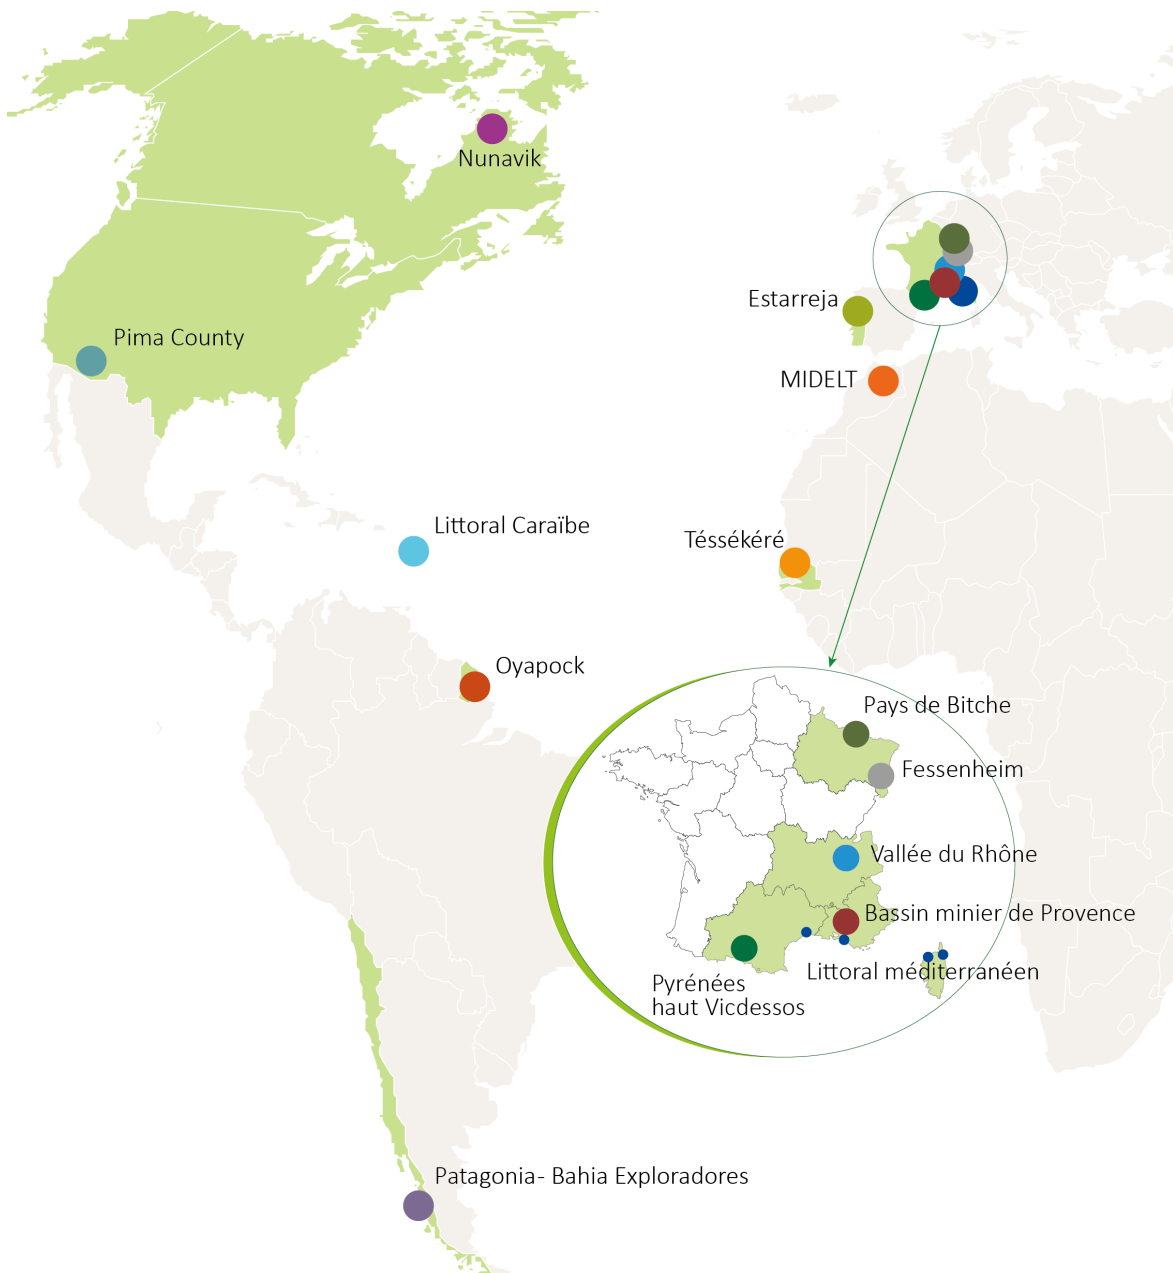 Nunavik
Estarreja
Pima County
MIDELT
Littoral Caraïbe
Téssékéré
Oyapock
Pays de Bitche
Fessenheim
Vallée du Rhône
Bassin minier de Provence
Littoral méditerranéen
Pyrénées
haut Vicdessos
Patagonia- Bahia Exploradores